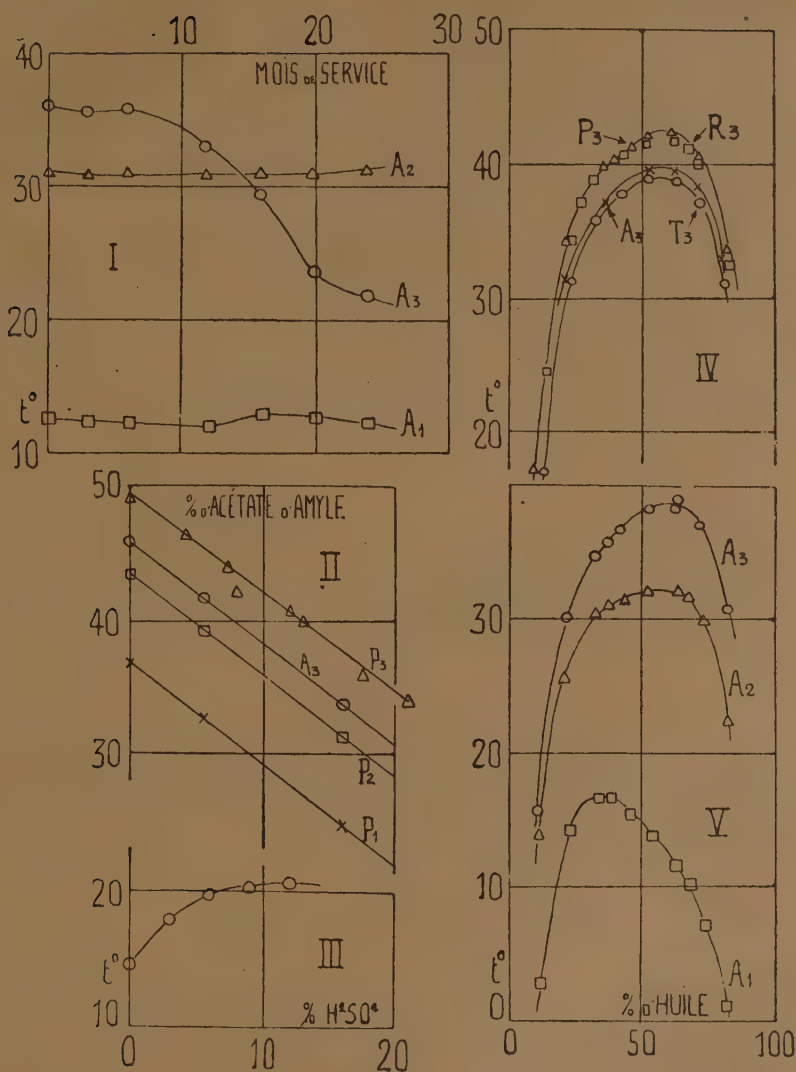 10 20 30
40
MOIS DE SERVICE
A2
30
I
A3
20
t°
A1
10
50
P3
R3
40
A3
T3
30
IV
t°
20
50
% D'ACÉTATE D'AMYLE
II
40
A3
P3
30
P2
P1
20
III
t°
10
% H²SO⁴
0 10 20
A3
30
A2
20
V
10
t°
A1
0
% D'HUILE
0 50 100